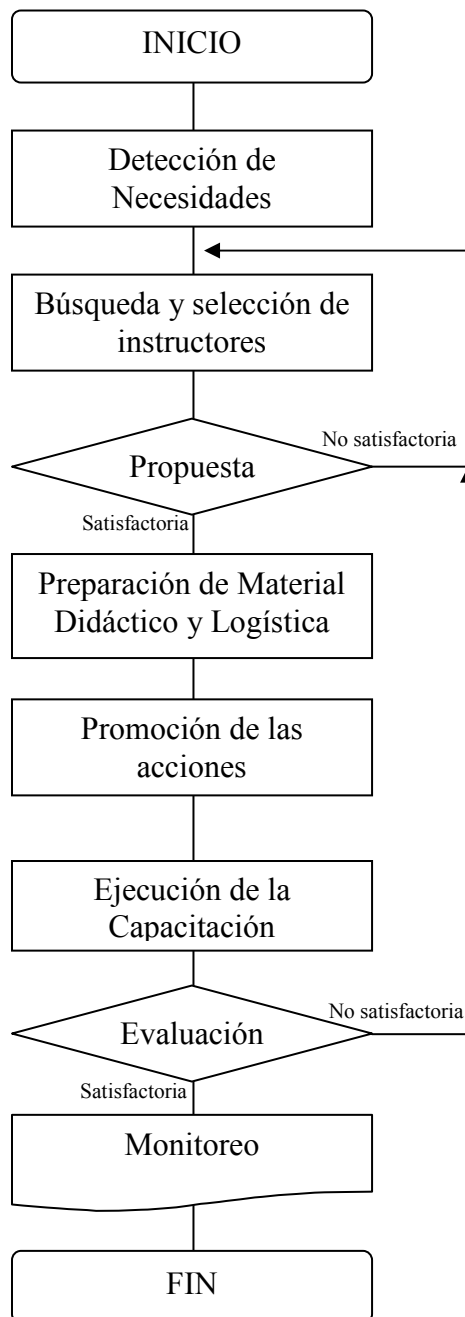 INICIO
Detección de
Necesidades
Búsqueda y selección de
instructores
No satisfactoria
Propuesta
Satisfactoria
Preparación de Material
Didáctico y Logística
Promoción de las
acciones
Ejecución de la
Capacitación
No satisfactoria
Evaluación
Satisfactoria
Monitoreo
FIN